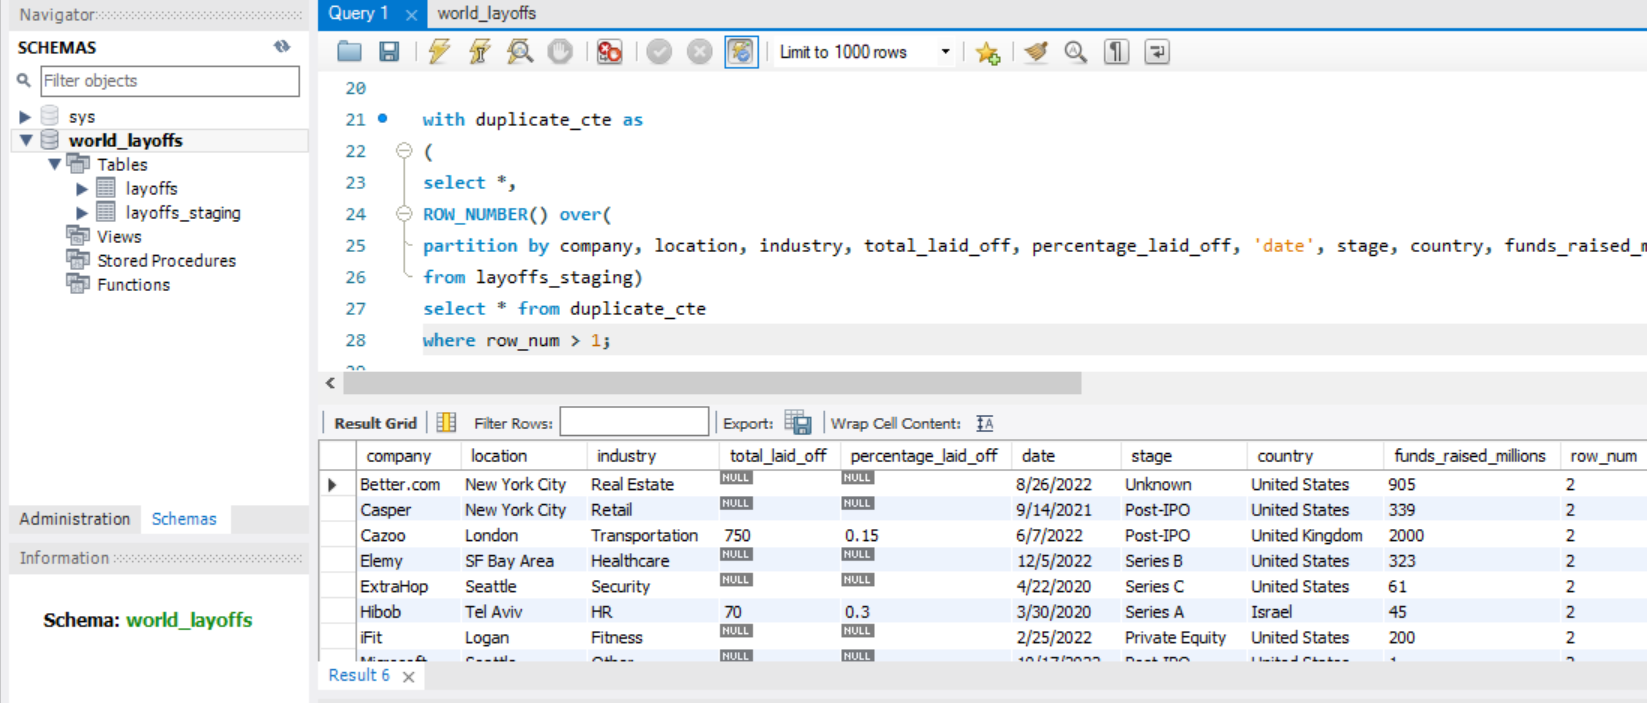 Navigator
SCHEMAS
Filter objects
sys
world_layoffs
Tables
layoffs
layoffs_staging
Views
Stored Procedures
Functions
Administration Schemas
Information
Schema: world_layoffs
Query 1 world_layoffs
Limit to 1000 rows
20
21 with duplicate_cte as
22 (
23 select *,
24 ROW_NUMBER() over(
25 partition by company, location, industry, total_laid_off, percentage_laid_off, 'date', stage, country, funds_raised_m
26 from layoffs_staging)
27 select * from duplicate_cte
28 where row_num > 1;
Result Grid Filter Rows: Export: Wrap Cell Content:
company location industry total_laid_off percentage_laid_off date stage country funds_raised_millions row_num
Better.com New York City Real Estate NULL NULL 8/26/2022 Unknown United States 905 2
Casper New York City Retail NULL NULL 9/14/2021 Post-IPO United States 339 2
Cazoo London Transportation 750 0.15 6/7/2022 Post-IPO United Kingdom 2000 2
Elemy SF Bay Area Healthcare NULL NULL 12/5/2022 Series B United States 323 2
ExtraHop Seattle Security NULL NULL 4/22/2020 Series C United States 61 2
Hibob Tel Aviv HR 70 0.3 3/30/2020 Series A Israel 45 2
iFit Logan Fitness NULL NULL 2/25/2022 Private Equity United States 200 2
Microsoft Seattle Other NULL NULL Post-IPO United States
Result 6